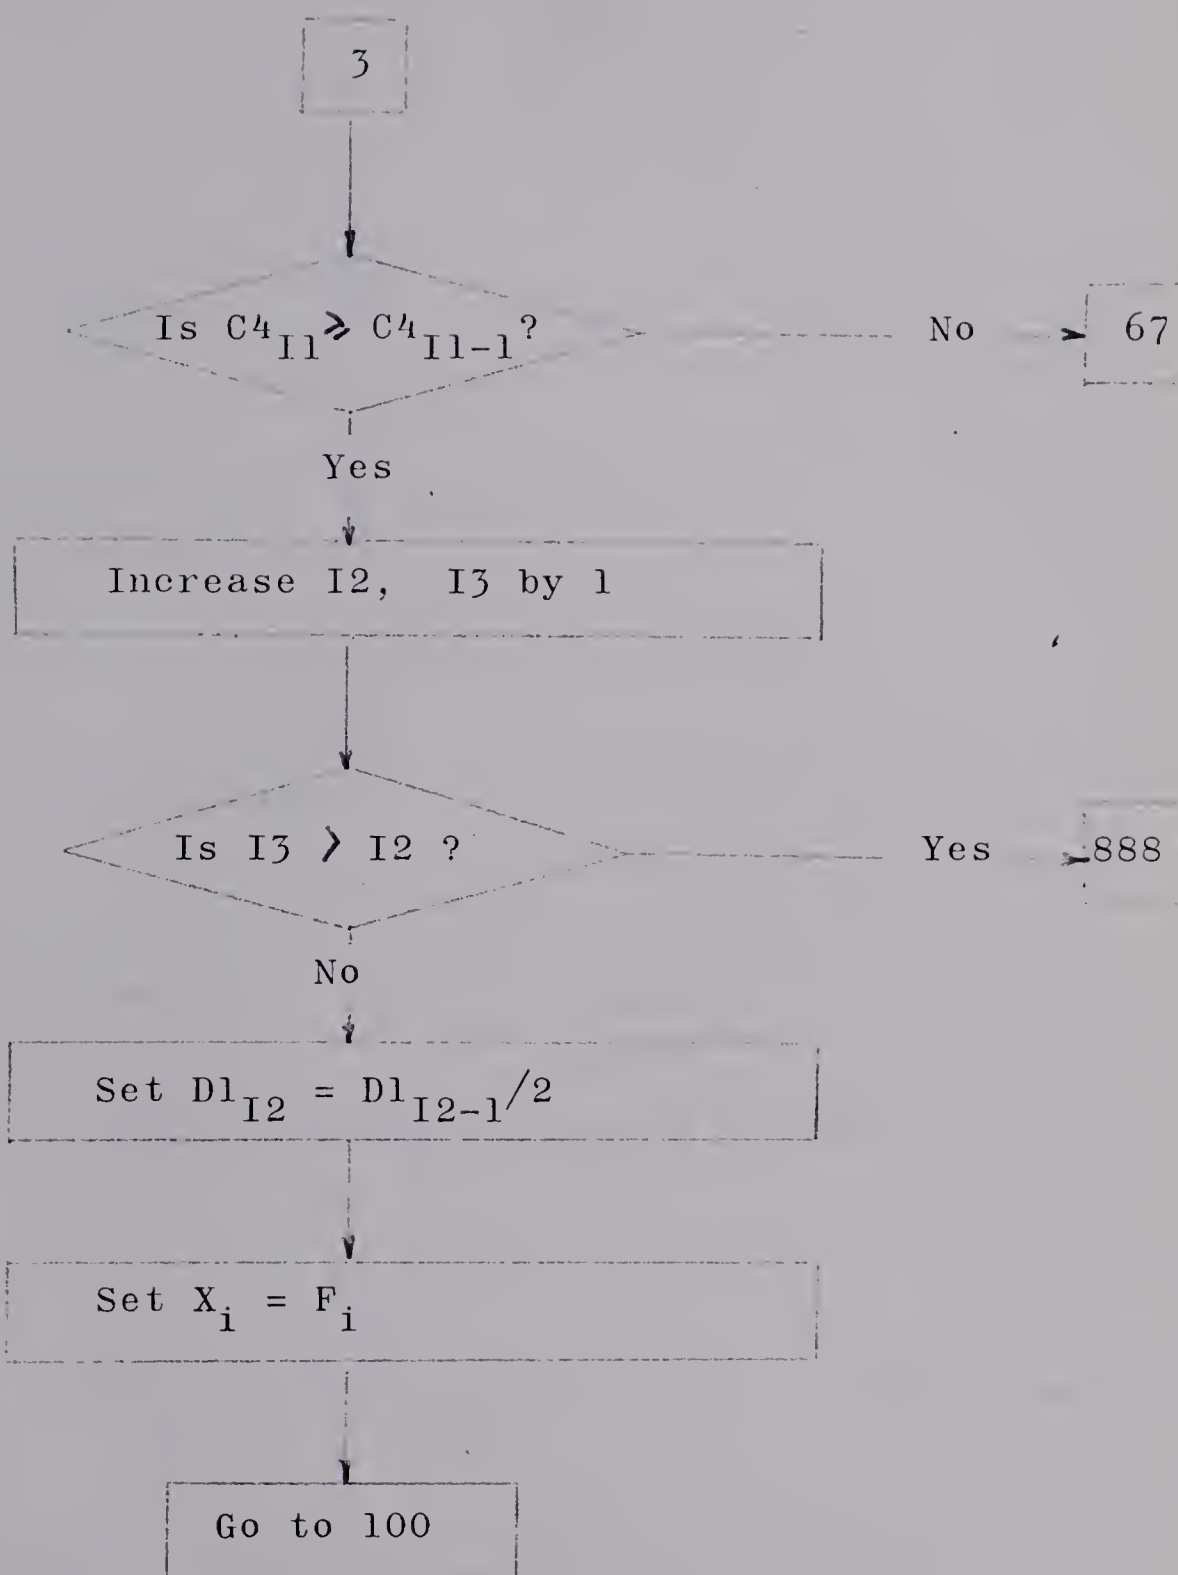 3
Is C4I1 ⩾ C4I1-1? No 67
Yes
Increase I2, I3 by 1
Is I3 > I2 ? Yes 888
No
Set D1I2 = D1I2-1/2
Set Xi = Fi
Go to 100